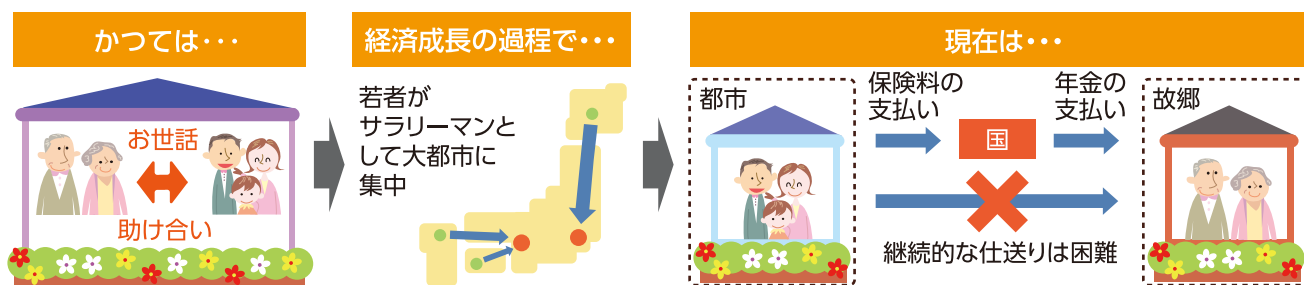 かつては・・・
お世話
助け合い
経済成長の過程で・・・
若者が
サラリーマンと
して大都市に
集中
現在は・・・
都市
保険料の
支払い
国
年金の
支払い
故郷
継続的な仕送りは困難